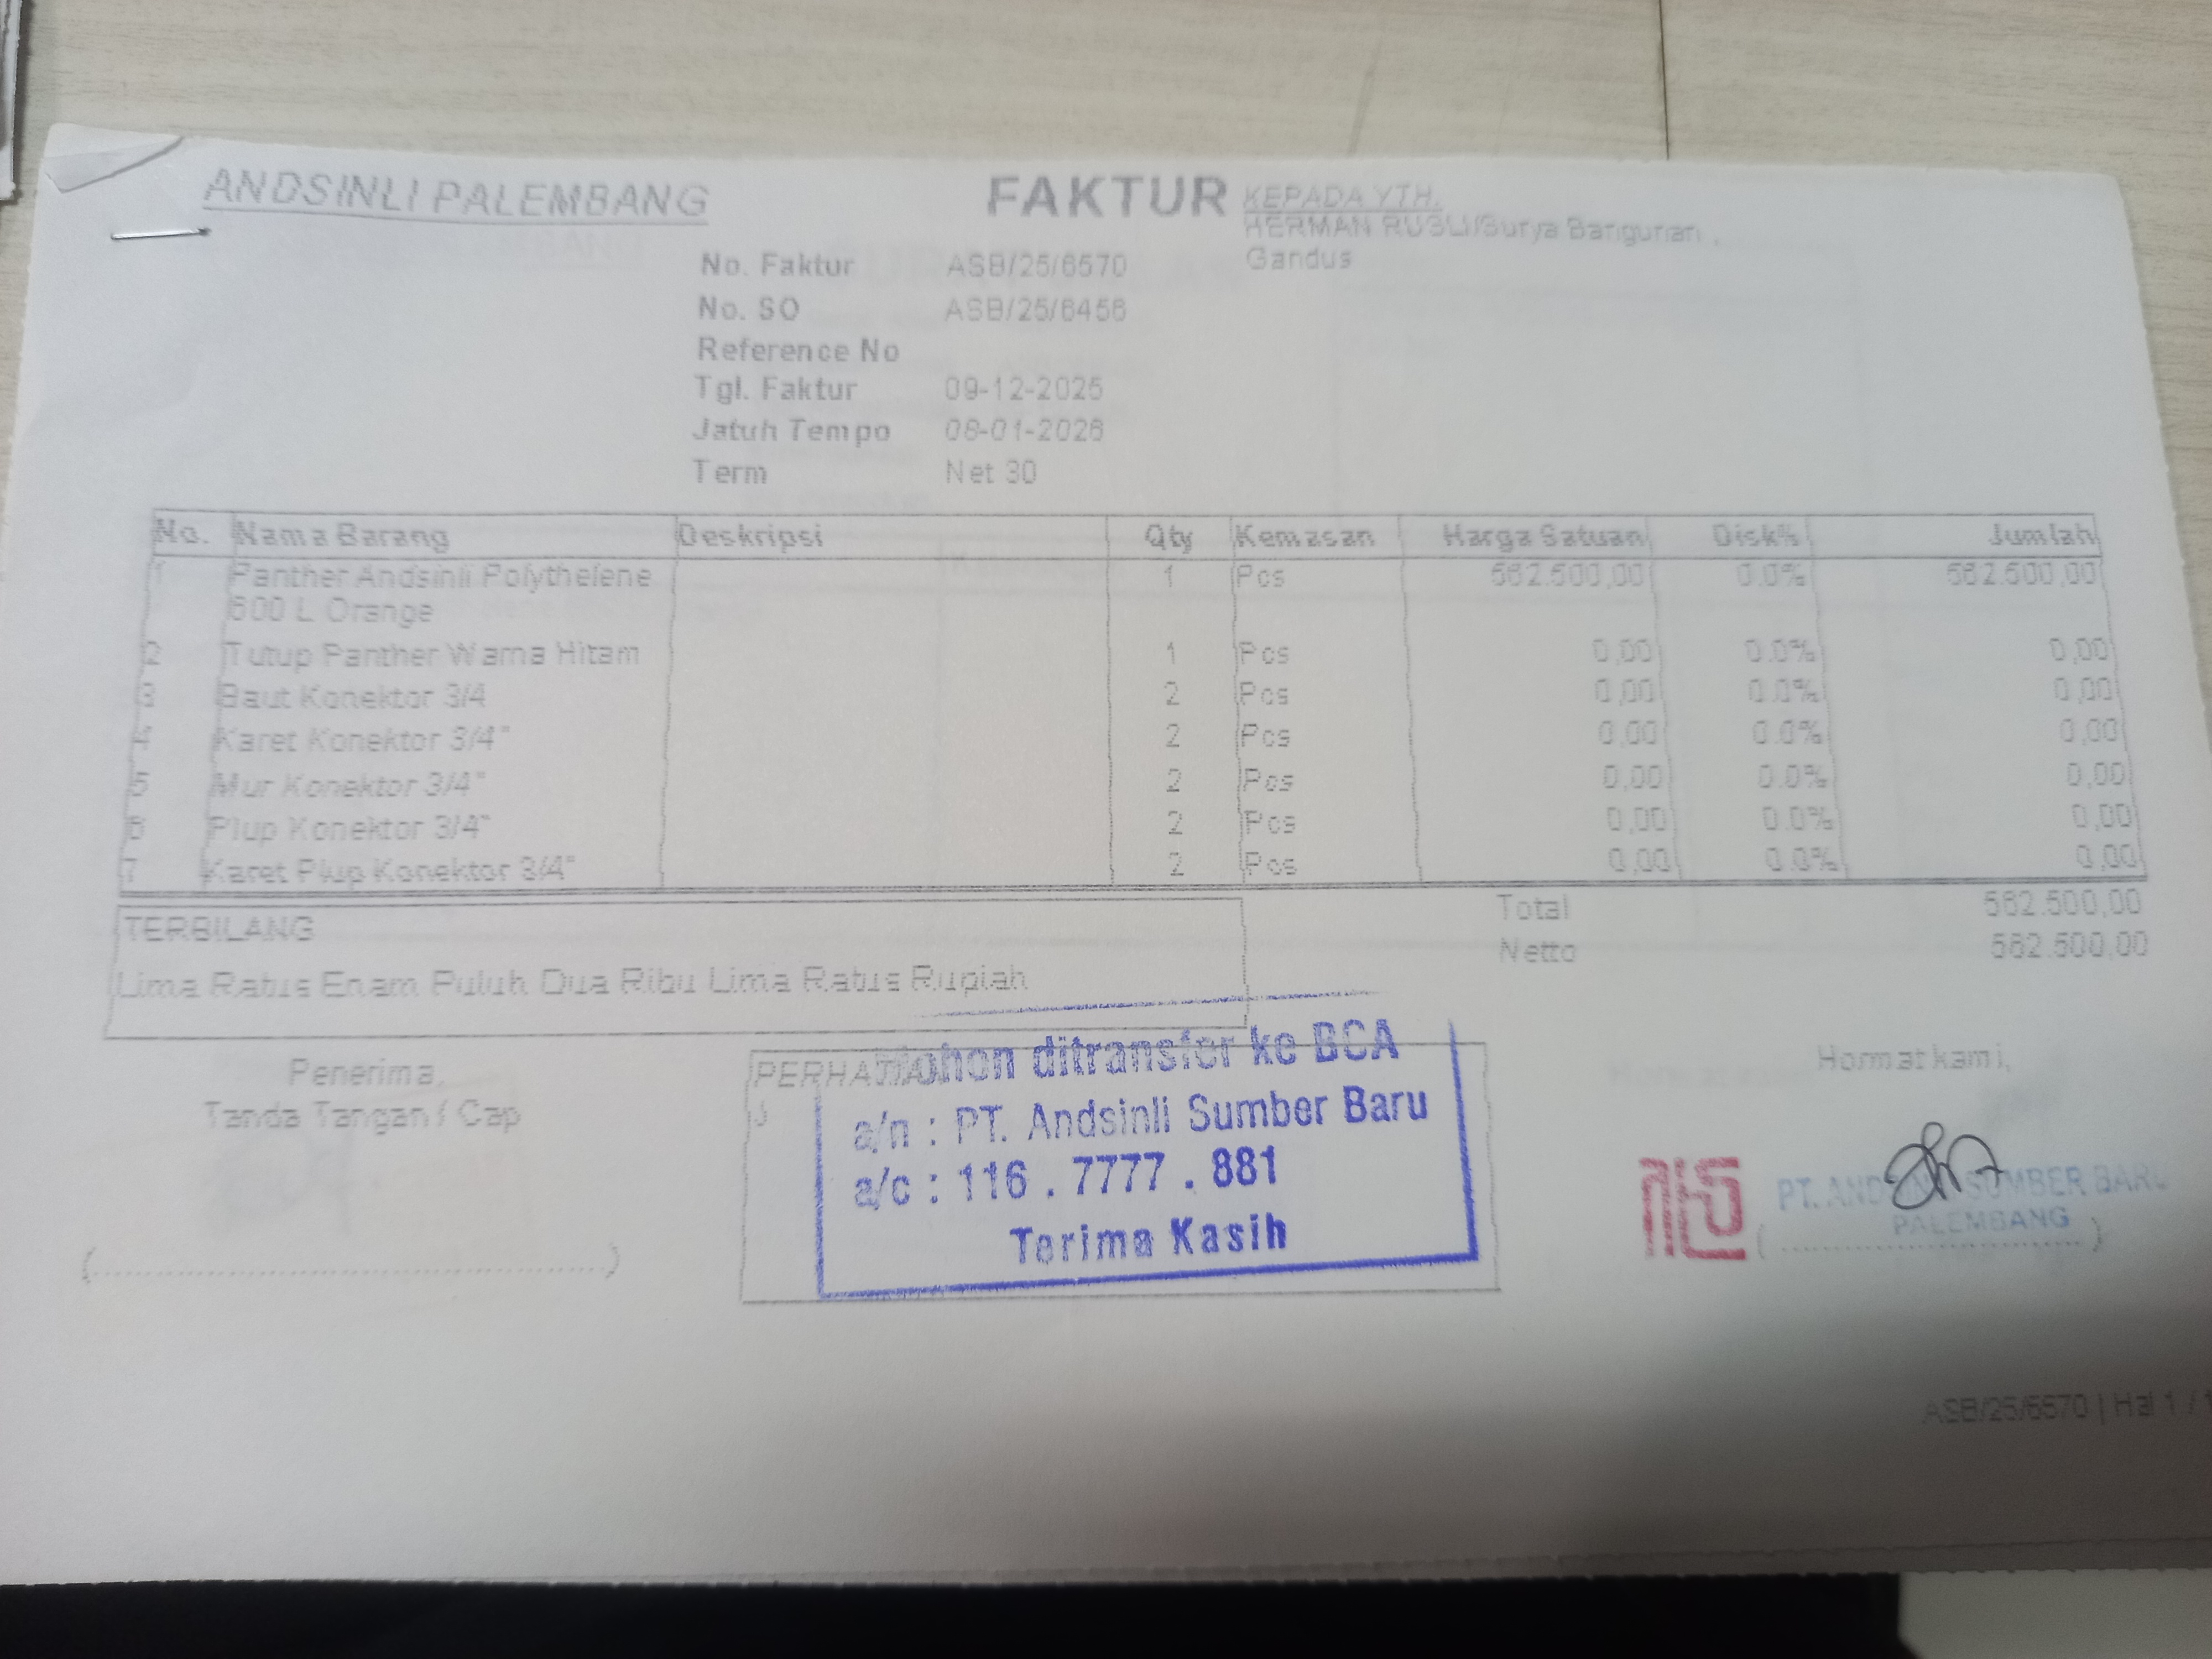 ANDSINLI PALEMBANG
FAKTUR
KEPADA YTH.
HERMAN RUSLI/Surya Bangunan ,
Gandus
No. Faktur ASB/25/6570
No. SO ASB/25/6456
Reference No
Tgl. Faktur 09-12-2025
Jatuh Tempo 08-01-2026
Term Net 30
No. Nama Barang Deskripsi Qty Kemasan Harga Satuan Disk% Jumlah
1 Panther Andsinli Polythelene 1 Pcs 562.500,00 0.0% 562.500,00
600 L Orange
2 Tutup Panther Warna Hitam 1 Pcs 0,00 0.0% 0,00
3 Baut Konektor 3/4 2 Pcs 0,00 0.0% 0,00
4 Karet Konektor 3/4" 2 Pcs 0,00 0.0% 0,00
5 Mur Konektor 3/4" 2 Pcs 0,00 0.0% 0,00
6 Plup Konektor 3/4" 2 Pcs 0,00 0.0% 0,00
7 Karet Plup Konektor 3/4" 2 Pcs 0,00 0.0% 0,00
Total 562.500,00
Netto 562.500,00
TERBILANG
Lima Ratus Enam Puluh Dua Ribu Lima Ratus Rupiah
Penerima,
Tanda Tangan / Cap
(..............................)
Mohon ditransfer ke BCA
a/n : PT. Andsinli Sumber Baru
a/c : 116 . 7777 . 881
Terima Kasih
Hormat kami,
SUMBER BARU
PALEMBANG
(..............................)
ASB/25/6570 | Hal 1 / 1